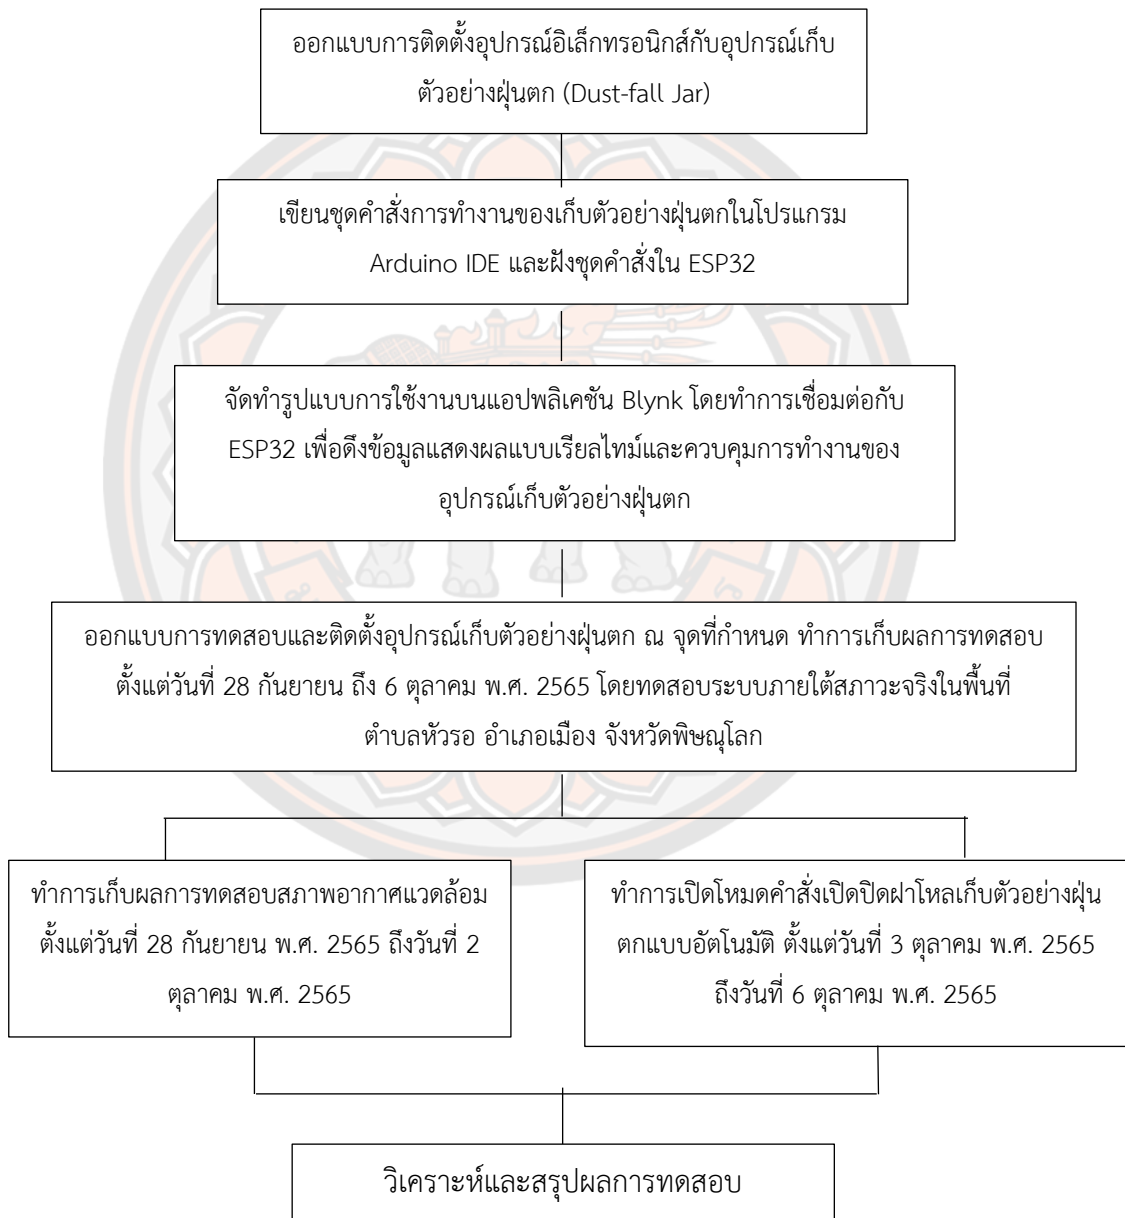 ออกแบบการติดตั้งอุปกรณ์อิเล็กทรอนิกส์กับอุปกรณ์เก็บ
ตัวอย่างฝุ่นตก (Dust-fall Jar)
เขียนชุดคำสั่งการทำงานของเก็บตัวอย่างฝุ่นตกในโปรแกรม
Arduino IDE และฝังชุดคำสั่งใน ESP32
จัดทำรูปแบบการใช้งานบนแอปพลิเคชัน Blynk โดยทำการเชื่อมต่อกับ
ESP32 เพื่อดึงข้อมูลแสดงผลแบบเรียลไทม์และควบคุมการทำงานของ
อุปกรณ์เก็บตัวอย่างฝุ่นตก
ออกแบบการทดสอบและติดตั้งอุปกรณ์เก็บตัวอย่างฝุ่นตก ณ จุดที่กำหนด ทำการเก็บผลการทดสอบ
ตั้งแต่วันที่ 28 กันยายน ถึง 6 ตุลาคม พ.ศ. 2565 โดยทดสอบระบบภายใต้สภาวะจริงในพื้นที่
ตำบลหัวรอ อำเภอเมือง จังหวัดพิษณุโลก
ทำการเก็บผลการทดสอบสภาพอากาศแวดล้อม
ตั้งแต่วันที่ 28 กันยายน พ.ศ. 2565 ถึงวันที่ 2
ตุลาคม พ.ศ. 2565
ทำการเปิดโหมดคำสั่งเปิดปิดฝาโหลเก็บตัวอย่างฝุ่น
ตกแบบอัตโนมัติ ตั้งแต่วันที่ 3 ตุลาคม พ.ศ. 2565
ถึงวันที่ 6 ตุลาคม พ.ศ. 2565
วิเคราะห์และสรุปผลการทดสอบ